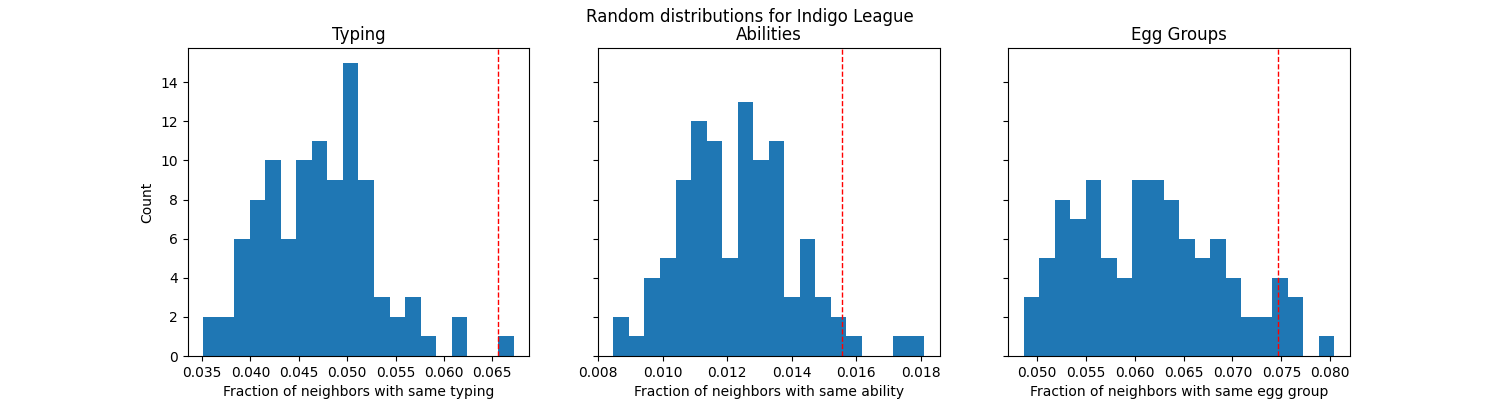 Random distributions for Indigo League
Typing
Abilities
Egg Groups
Count
14
12
10
8
6
4
2
0
0.035 0.040 0.045 0.050 0.055 0.060 0.065
0.008 0.010 0.012 0.014 0.016 0.018
0.050 0.055 0.060 0.065 0.070 0.075 0.080
Fraction of neighbors with same typing
Fraction of neighbors with same ability
Fraction of neighbors with same egg group